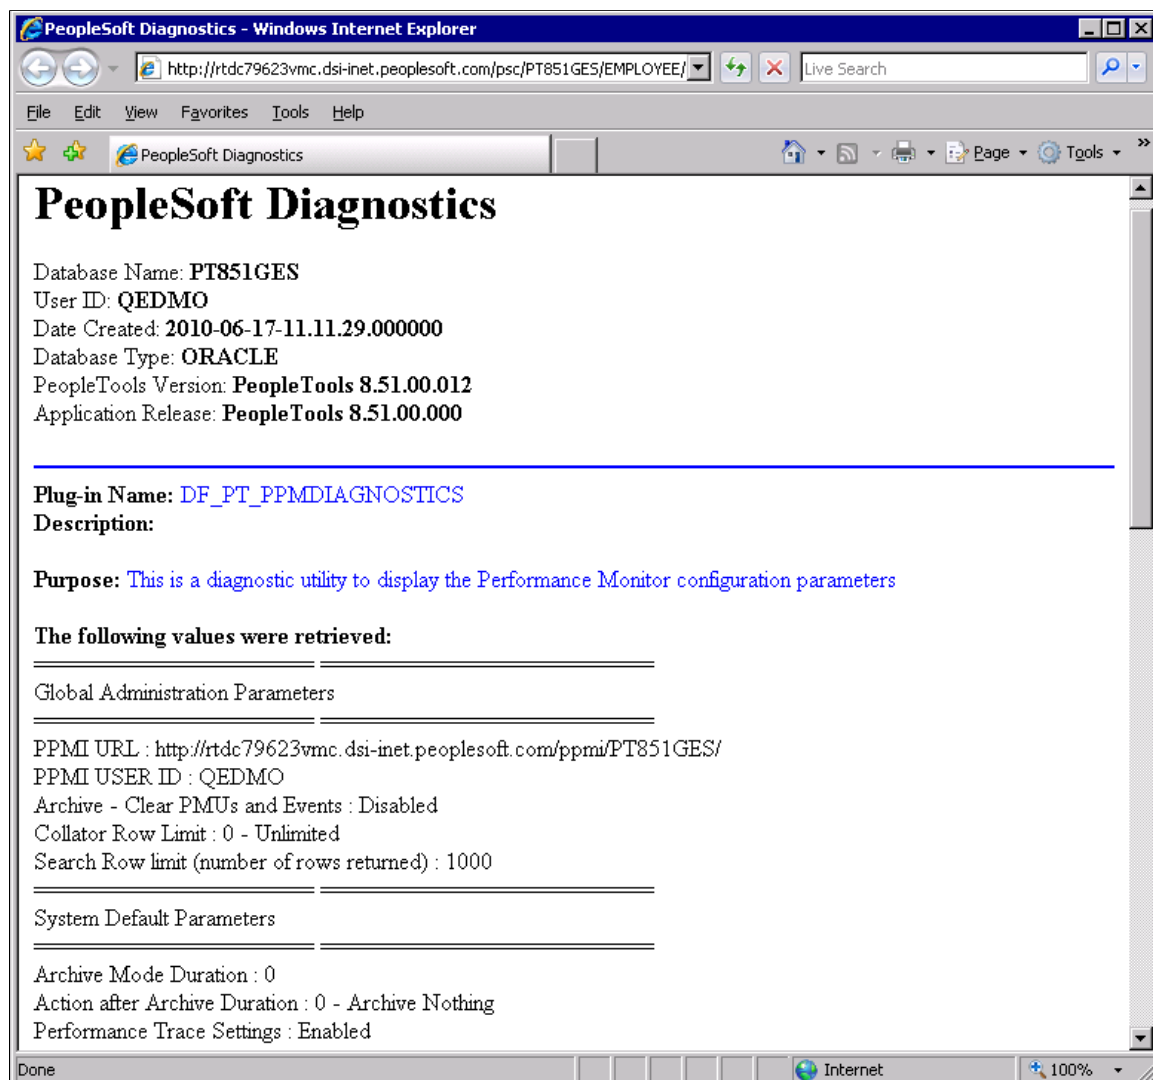 PeopleSoft Diagnostics - Windows Internet Explorer
http://rtdc79623vmc.dsi-inet.peoplesoft.com/psc/PT851GES/EMPLOYEE/
Live Search
File Edit View Favorites Tools Help
PeopleSoft Diagnostics
Page Tools »
PeopleSoft Diagnostics
Database Name: PT851GES
User ID: QEDMO
Date Created: 2010-06-17-11.11.29.000000
Database Type: ORACLE
PeopleTools Version: PeopleTools 8.51.00.012
Application Release: PeopleTools 8.51.00.000
Plug-in Name: DF_PT_PPMDIAGNOSTICS
Description:
Purpose: This is a diagnostic utility to display the Performance Monitor configuration parameters
The following values were retrieved:
Global Administration Parameters
PPMI URL : http://rtdc79623vmc.dsi-inet.peoplesoft.com/ppmi/PT851GES/
PPMI USER ID : QEDMO
Archive - Clear PMUs and Events : Disabled
Collator Row Limit : 0 - Unlimited
Search Row limit (number of rows returned) : 1000
System Default Parameters
Archive Mode Duration : 0
Action after Archive Duration : 0 - Archive Nothing
Performance Trace Settings : Enabled
Done
Internet
100%